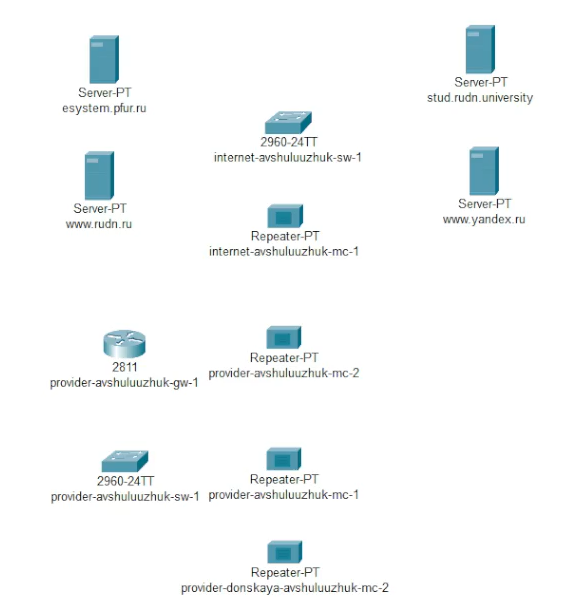 Server-PT
esystem.pfur.ru
Server-PT
stud.rudn.university
2960-24TT
internet-avshuluuzhuk-sw-1
Server-PT
www.rudn.ru
Server-PT
www.yandex.ru
Repeater-PT
internet-avshuluuzhuk-mc-1
2811
provider-avshuluuzhuk-gw-1
Repeater-PT
provider-avshuluuzhuk-mc-2
2960-24TT
provider-avshuluuzhuk-sw-1
Repeater-PT
provider-avshuluuzhuk-mc-1
Repeater-PT
provider-donskaya-avshuluuzhuk-mc-2